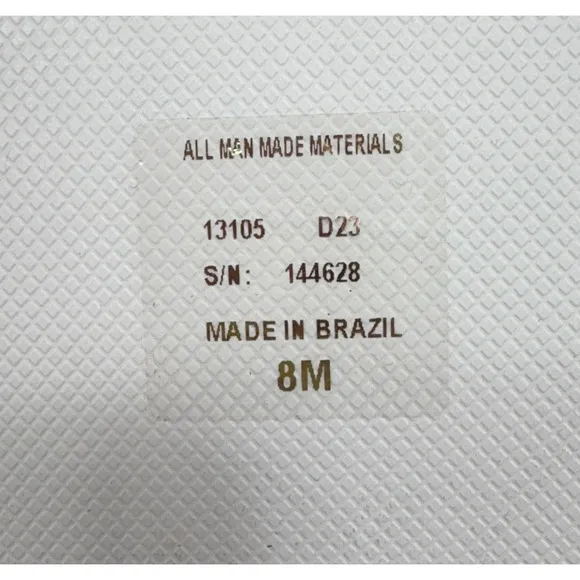 ALL MAN MADE MATERIALS
13105 D23
S/N: 144628
MADE IN BRAZIL
8M